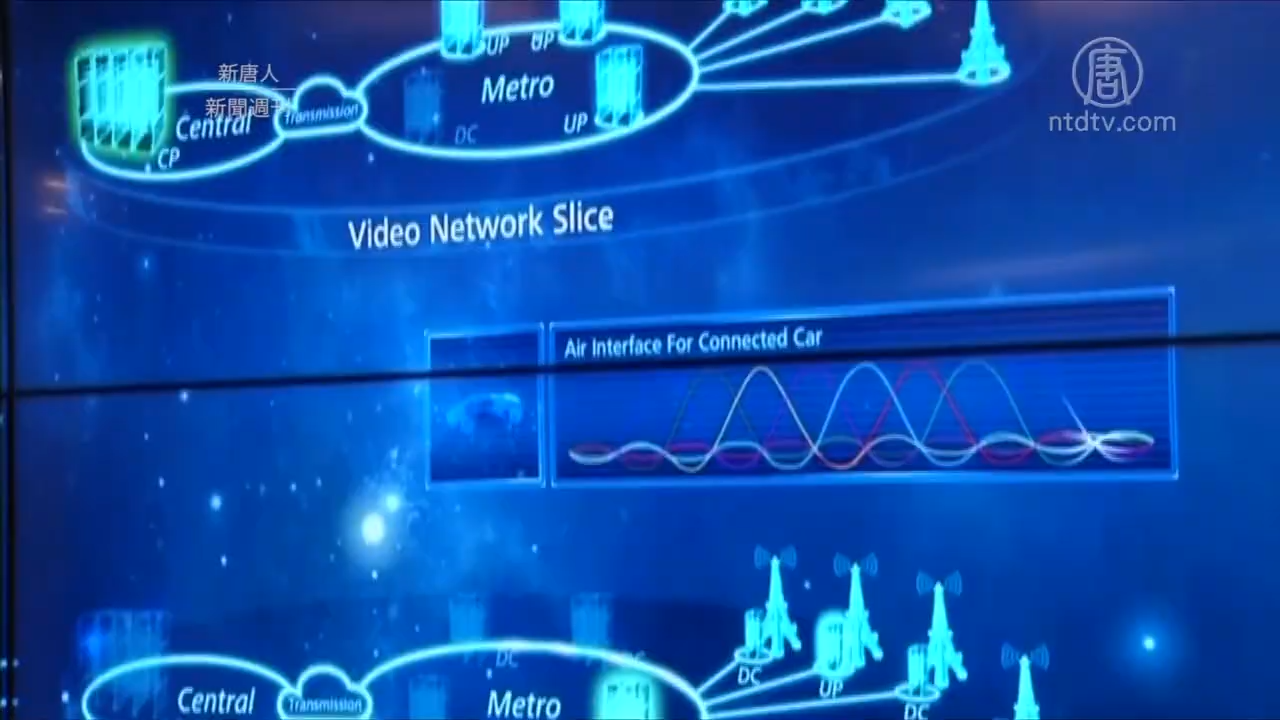 UP
UP
新唐人
Metro
唐
新聞週刊
Transmission
ntdtv.com
Central
DC
UP
CP
Video Network Slice
Air Interface For Connected Car
DC
UP
DC
DC
Central
Transmission
Metro